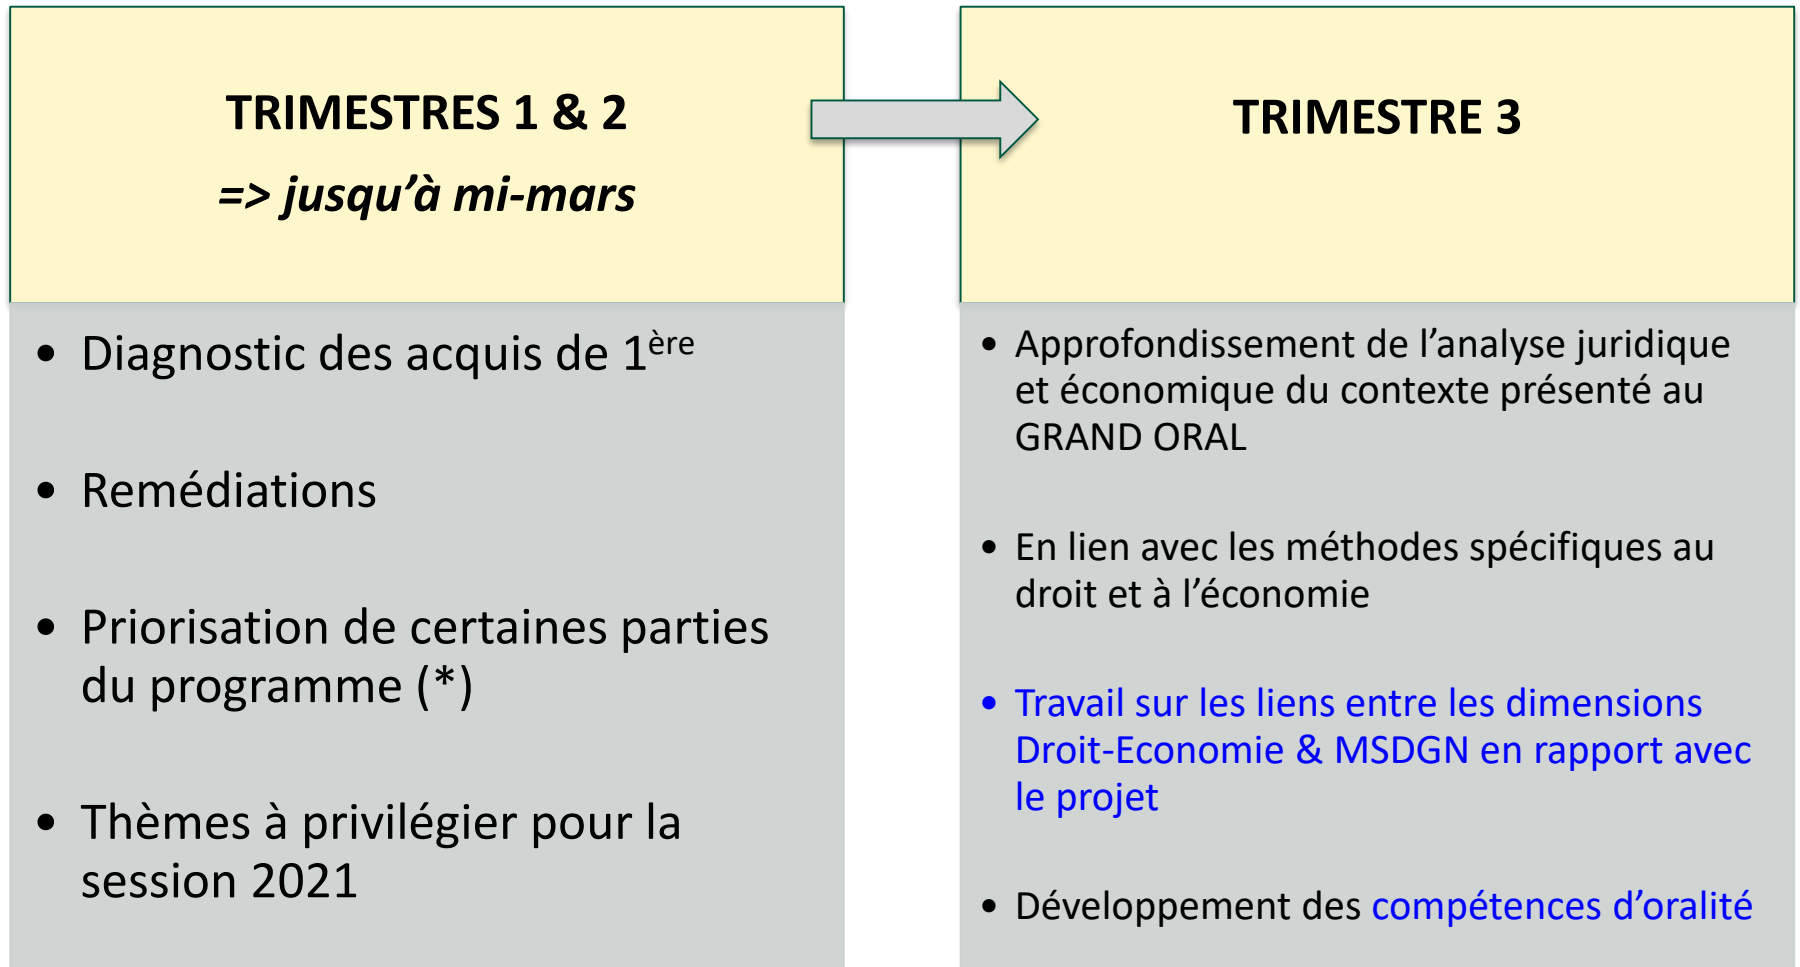 TRIMESTRES 1 & 2
=> jusqu’à mi-mars
• Diagnostic des acquis de 1ère
• Remédiations
• Priorisation de certaines parties
du programme (*)
• Thèmes à privilégier pour la
session 2021
TRIMESTRE 3
• Approfondissement de l’analyse juridique
et économique du contexte présenté au
GRAND ORAL
• En lien avec les méthodes spécifiques au
droit et à l’économie
• Travail sur les liens entre les dimensions
Droit-Economie & MSDGN en rapport avec
le projet
• Développement des compétences d’oralité